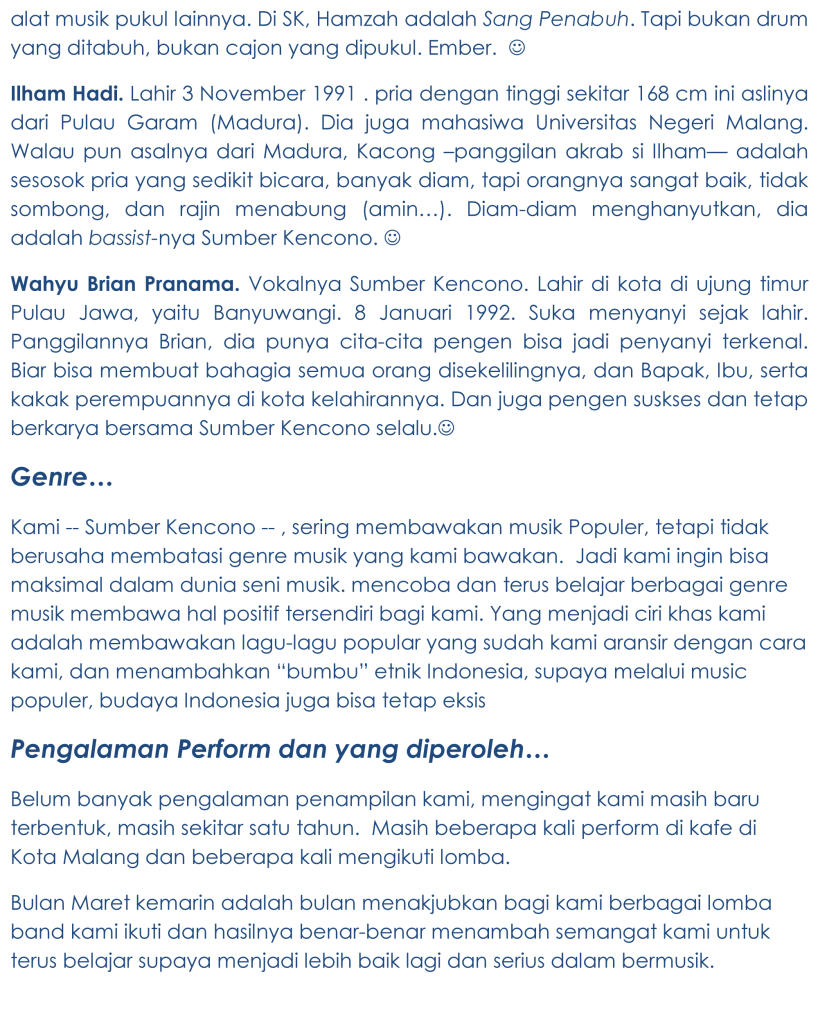 alat musik pukul lainnya. Di SK, Hamzah adalah Sang Penabuh. Tapi bukan drum
yang ditabuh, bukan cajon yang dipukul. Ember. ☺
Ilham Hadi. Lahir 3 November 1991 . pria dengan tinggi sekitar 168 cm ini aslinya
dari Pulau Garam (Madura). Dia juga mahasiwa Universitas Negeri Malang.
Walau pun asalnya dari Madura, Kacong –panggilan akrab si Ilham— adalah
sesosok pria yang sedikit bicara, banyak diam, tapi orangnya sangat baik, tidak
sombong, dan rajin menabung (amin…). Diam-diam menghanyutkan, dia
adalah bassist-nya Sumber Kencono. ☺
Wahyu Brian Pranama. Vokalnya Sumber Kencono. Lahir di kota di ujung timur
Pulau Jawa, yaitu Banyuwangi. 8 Januari 1992. Suka menyanyi sejak lahir.
Panggilannya Brian, dia punya cita-cita pengen bisa jadi penyanyi terkenal.
Biar bisa membuat bahagia semua orang disekelilingnya, dan Bapak, Ibu, serta
kakak perempuannya di kota kelahirannya. Dan juga pengen suskses dan tetap
berkarya bersama Sumber Kencono selalu.☺
Genre…
Kami -- Sumber Kencono -- , sering membawakan musik Populer, tetapi tidak
berusaha membatasi genre musik yang kami bawakan. Jadi kami ingin bisa
maksimal dalam dunia seni musik. mencoba dan terus belajar berbagai genre
musik membawa hal positif tersendiri bagi kami. Yang menjadi ciri khas kami
adalah membawakan lagu-lagu popular yang sudah kami aransir dengan cara
kami, dan menambahkan “bumbu” etnik Indonesia, supaya melalui music
populer, budaya Indonesia juga bisa tetap eksis
Pengalaman Perform dan yang diperoleh…
Belum banyak pengalaman penampilan kami, mengingat kami masih baru
terbentuk, masih sekitar satu tahun. Masih beberapa kali perform di kafe di
Kota Malang dan beberapa kali mengikuti lomba.
Bulan Maret kemarin adalah bulan menakjubkan bagi kami berbagai lomba
band kami ikuti dan hasilnya benar-benar menambah semangat kami untuk
terus belajar supaya menjadi lebih baik lagi dan serius dalam bermusik.